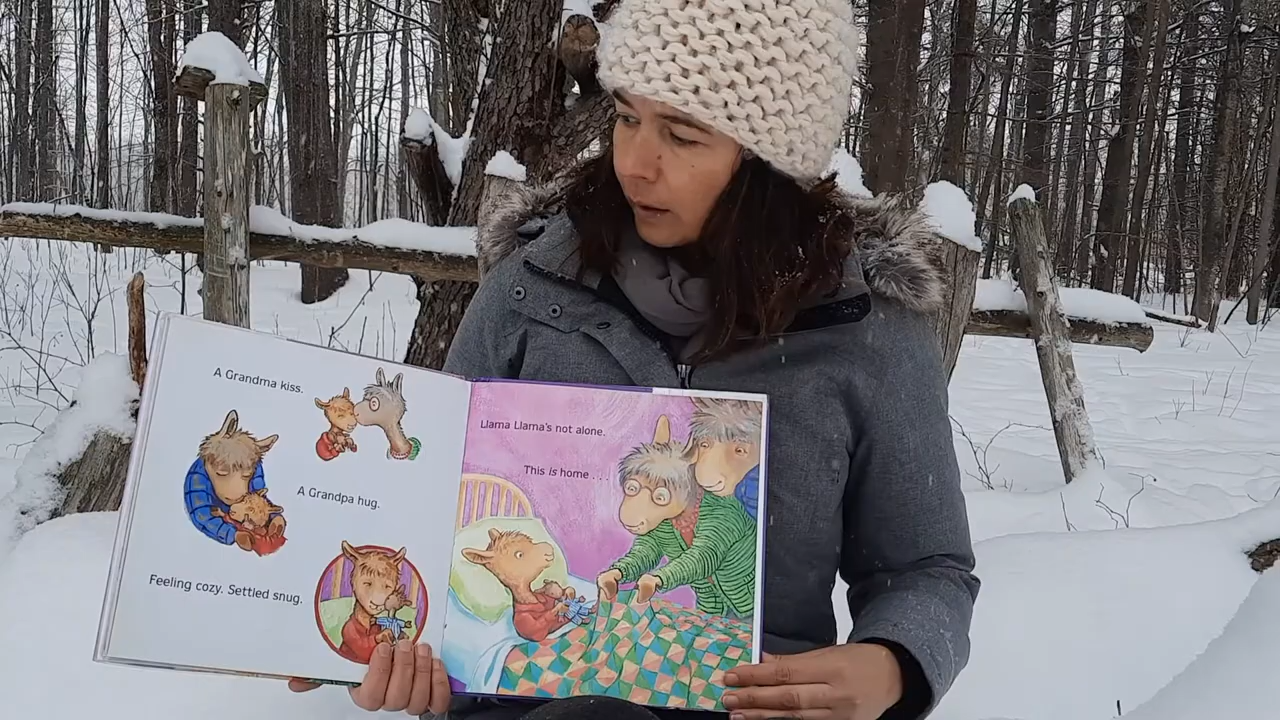 A Grandma kiss.
A Grandpa hug.
Feeling cozy. Settled snug.
Llama Llama's not alone.
This is home . . .